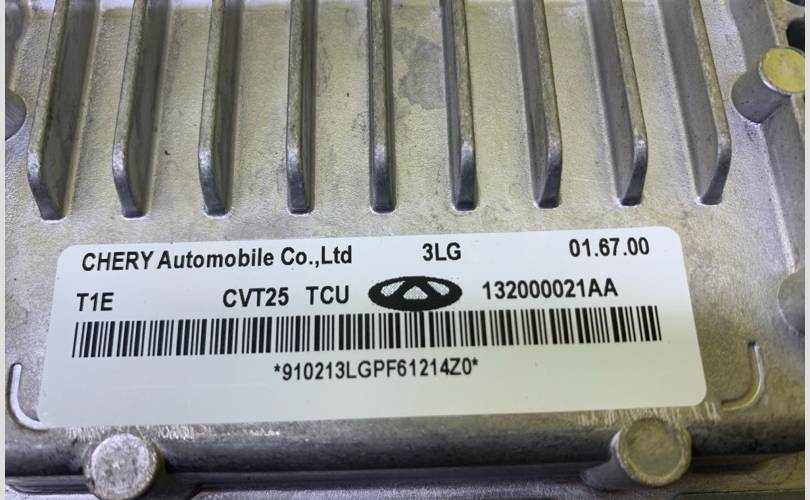 CHERY Automobile Co.,Ltd 3LG 01.67.00
T1E CVT25 TCU 132000021AA
*910213LGPF61214Z0*